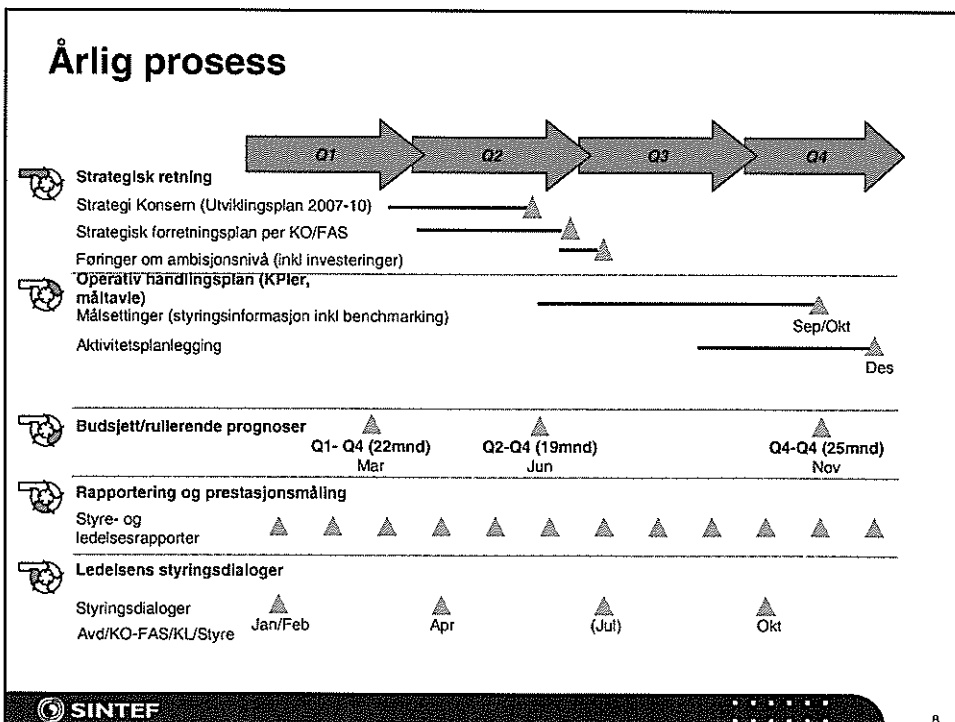 Årlig prosess
Q1 Q2 Q3 Q4
Strategisk retning
Strategi Konsern (Utviklingsplan 2007-10)
Strategisk forretningsplan per KO/FAS
Føringer om ambisjonsnivå (inkl investeringer)
Operativ handlingsplan (KPIer,
måltavle)
Målsettinger (styringsinformasjon inkl benchmarking)
Sep/Okt
Aktivitetsplanlegging
Des
Budsjett/rullerende prognoser
Q1- Q4 (22mnd) Q2-Q4 (19mnd) Q4-Q4 (25mnd)
Mar Jun Nov
Rapportering og prestasjonsmåling
Styre- og
ledelsesrapporter
Ledelsens styringsdialoger
Styringsdialoger
Avd/KO-FAS/KL/Styre
Jan/Feb Apr (Jul) Okt
SINTEF
8